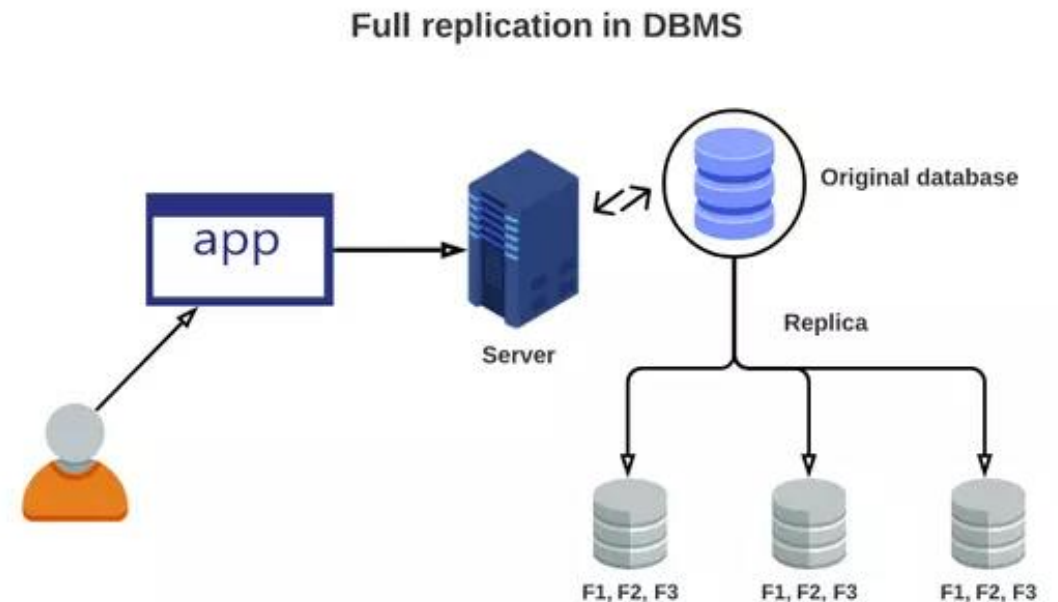 Full replication in DBMS
Original database
app
Replica
Server
F1, F2, F3
F1, F2, F3
F1, F2, F3